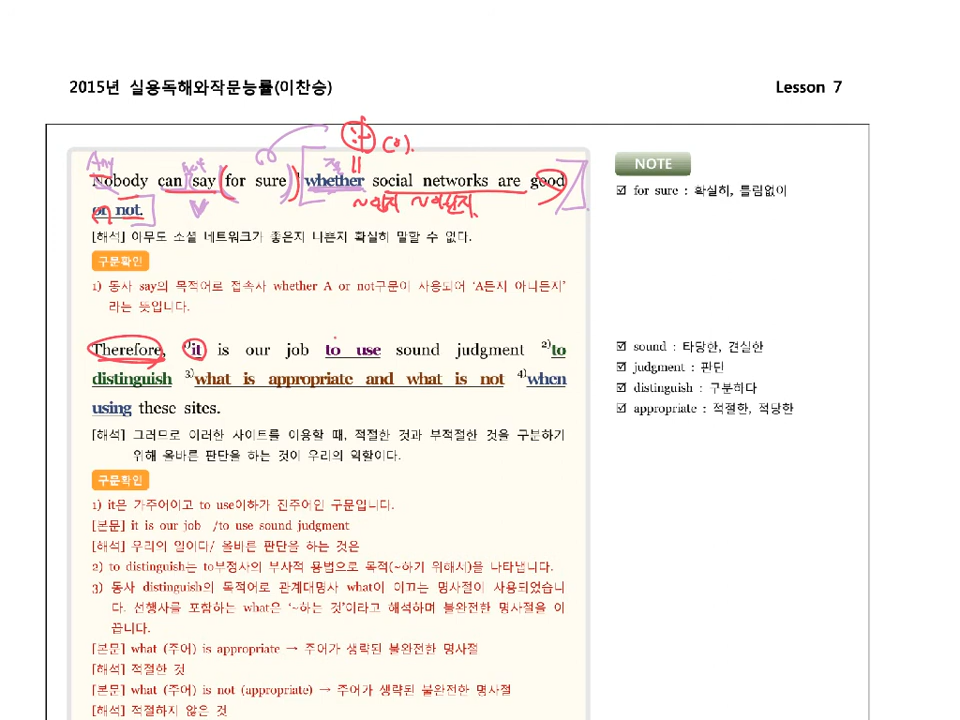 2015년 실용독해와작문능률(이찬승)
Lesson 7
Any
not
접
(o).
Nobody can say (for sure) whether social networks are good
or not.
~인지 ~아닌지
[해석] 아무도 소셜 네트워크가 좋은지 나쁜지 확실히 말할 수 없다.
구문확인
1) 동사 say의 목적어로 접속사 whether A or not구문이 사용되어 ‘A든지 아니든지’
라는 뜻입니다.
Therefore, 1)it is our job to use sound judgment 2)to
distinguish 3)what is appropriate and what is not 4)when
using these sites.
[해석] 그러므로 이러한 사이트를 이용할 때, 적절한 것과 부적절한 것을 구분하기
위해 올바른 판단을 하는 것이 우리의 역할이다.
구문확인
1) it은 가주어이고 to use이하가 진주어인 구문입니다.
[본문] it is our job /to use sound judgment
[해석] 우리의 일이다/ 올바른 판단을 하는 것은
2) to distinguish는 to부정사의 부사적 용법으로 목적(~하기 위해서)을 나타냅니다.
3) 동사 distinguish의 목적어로 관계대명사 what이 이끄는 명사절이 사용되었습니
다. 선행사를 포함하는 what은 ‘~하는 것’이라고 해석하며 불완전한 명사절을 이
끕니다.
[본문] what (주어) is appropriate → 주어가 생략된 불완전한 명사절
[해석] 적절한 것
[본문] what (주어) is not (appropriate) → 주어가 생략된 불완전한 명사절
[해석] 적절하지 않은 것
NOTE
☑ for sure : 확실히, 틀림없이
☑ sound : 타당한, 견실한
☑ judgment : 판단
☑ distinguish : 구분하다
☑ appropriate : 적절한, 적당한